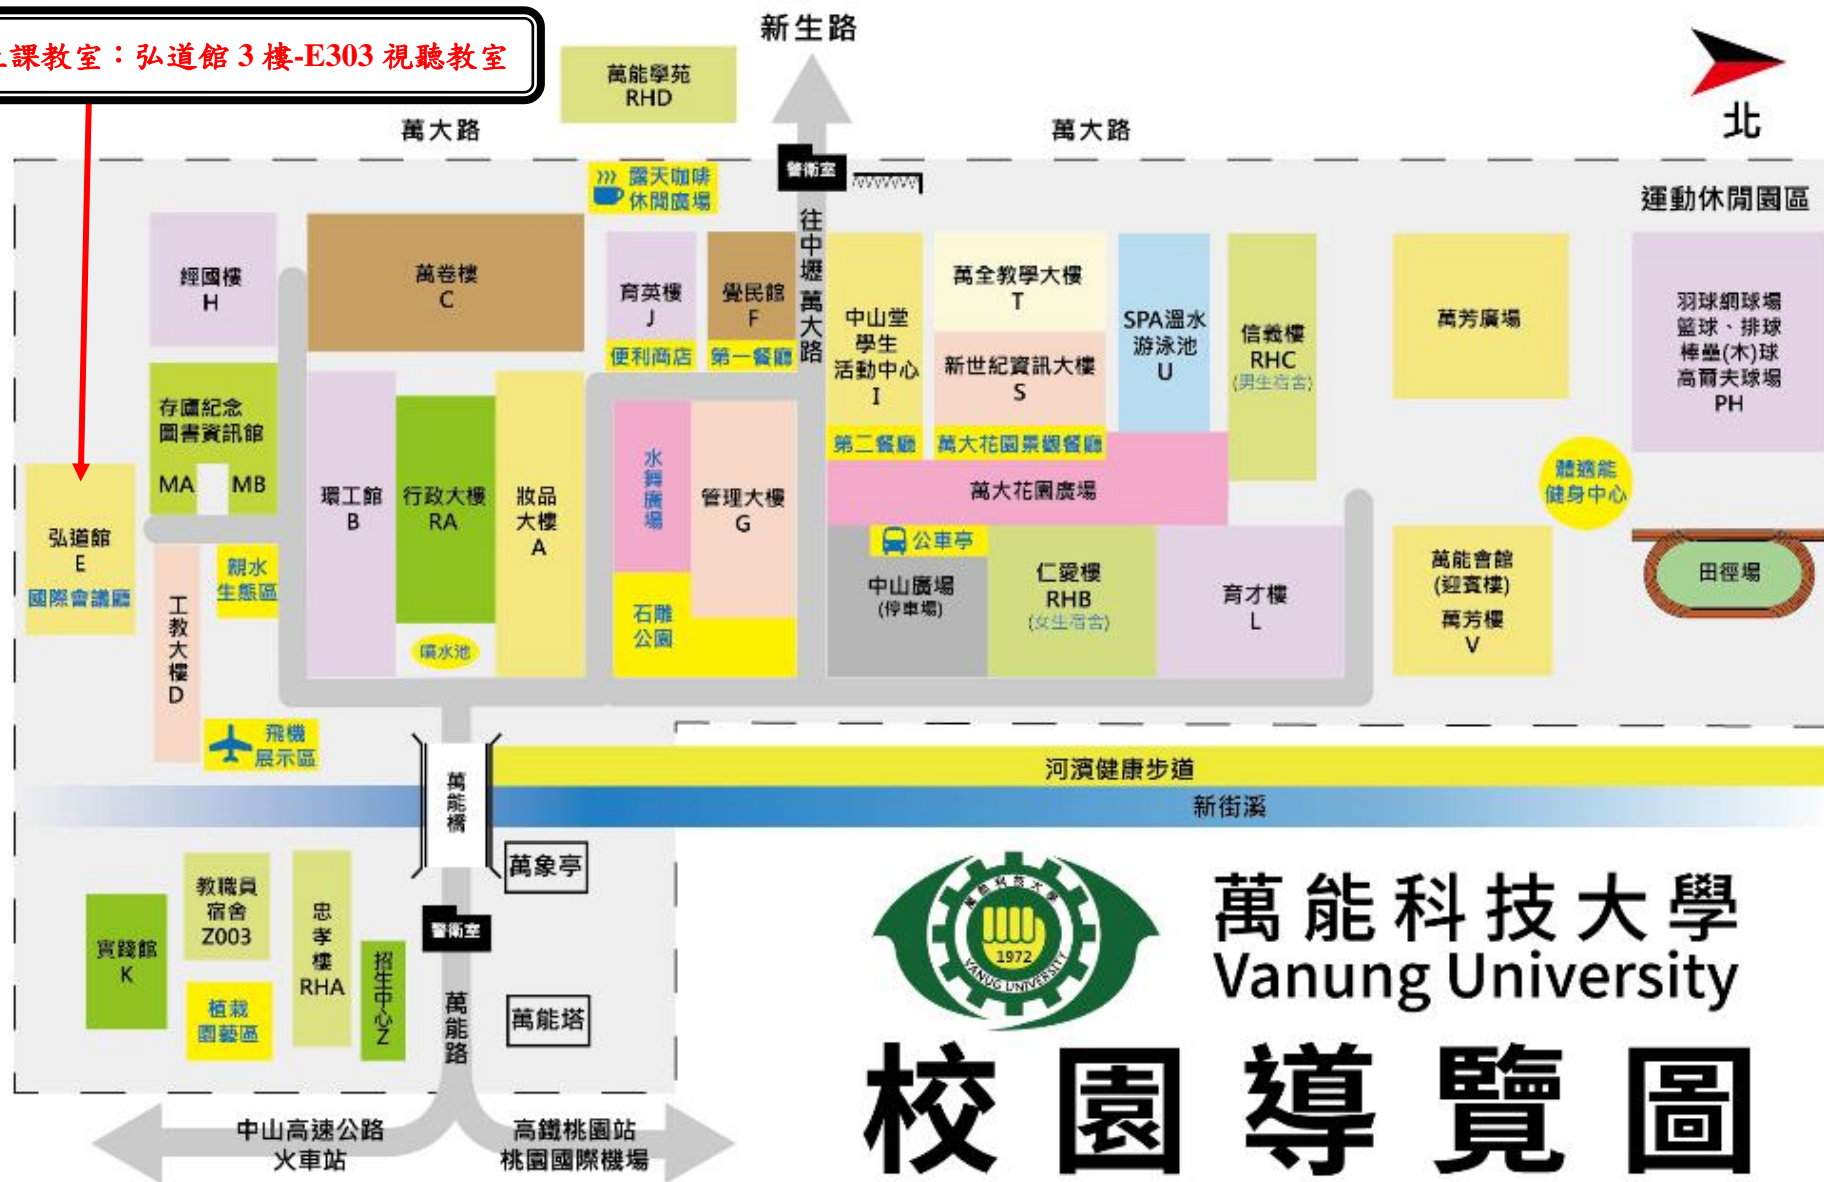 上課教室：弘道館 3 樓-E303 視聽教室
新生路
北
萬能學苑
RHD
萬大路
萬大路
警衛室
露天咖啡
休閒廣場
運動休閒園區
往中壢 萬大路
經國樓
H
萬卷樓
C
育英樓
J
便利商店
覺民館
F
第一餐廳
中山堂
學生
活動中心
I
第二餐廳
萬全教學大樓
T
新世紀資訊大樓
S
萬大花園景觀餐廳
SPA溫水
游泳池
U
信義樓
RHC
(男生宿舍)
萬芳廣場
羽球網球場
籃球、排球
棒壘(木)球
高爾夫球場
PH
存廬紀念
圖書資訊館
MA
MB
環工館
B
行政大樓
RA
妝品
大樓
A
水舞廣場
管理大樓
G
萬大花園廣場
體適能
健身中心
弘道館
E
國際會議廳
親水
生態區
工教大樓D
噴水池
石雕
公園
公車亭
中山廣場
(停車場)
仁愛樓
RHB
(女生宿舍)
育才樓
L
萬能會館
(迎賓樓)
萬芳樓
V
田徑場
飛機
展示區
萬能橋
河濱健康步道
新街溪
萬象亭
教職員
宿舍
Z003
忠孝樓
RHA
警衛室
實踐館
K
植栽
園藝區
招生中心Z
萬能路
萬能塔
中山高速公路
火車站
高鐵桃園站
桃園國際機場
萬能科技大學
1972
VANUNG UNIVERSITY
萬能科技大學
Vanung University
校園導覽圖